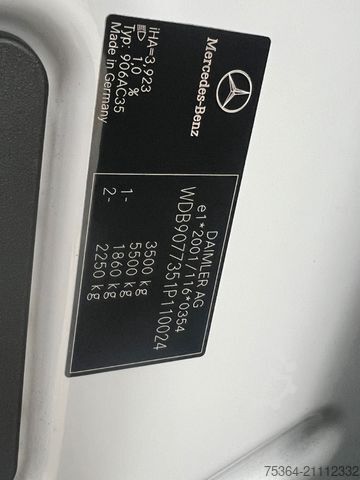 Mercedes-Benz
DAIMLER AG
e1*2001/116*0354
WDB9077351P110024
3500 kg
5500 kg
1- 1860 kg
2- 2250 kg
iHA=3,923
1,0 %
Typ: 906AC35
Made in Germany
75364-21112332